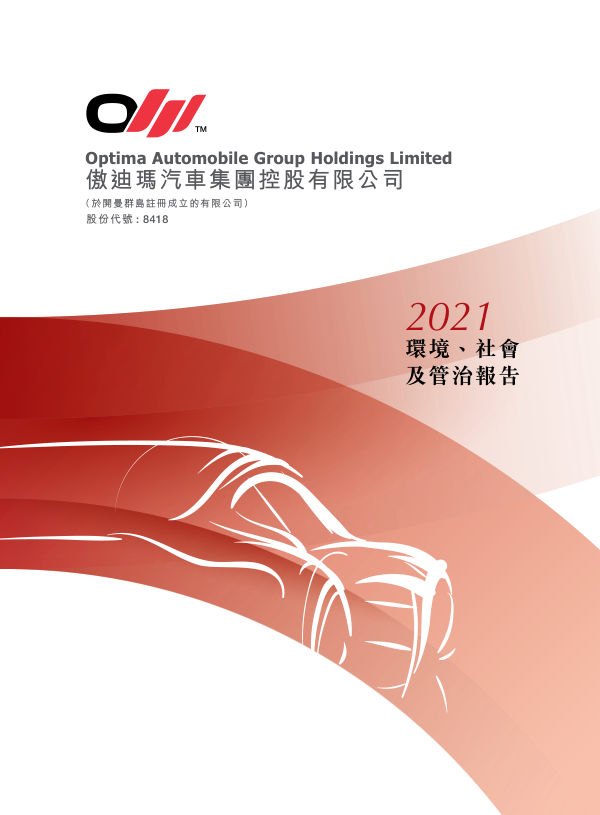 TM
Optima Automobile Group Holdings Limited
傲迪瑪汽車集團控股有限公司
（於開曼群島註冊成立的有限公司）
股份代號：8418
2021
環境、社會
及管治報告